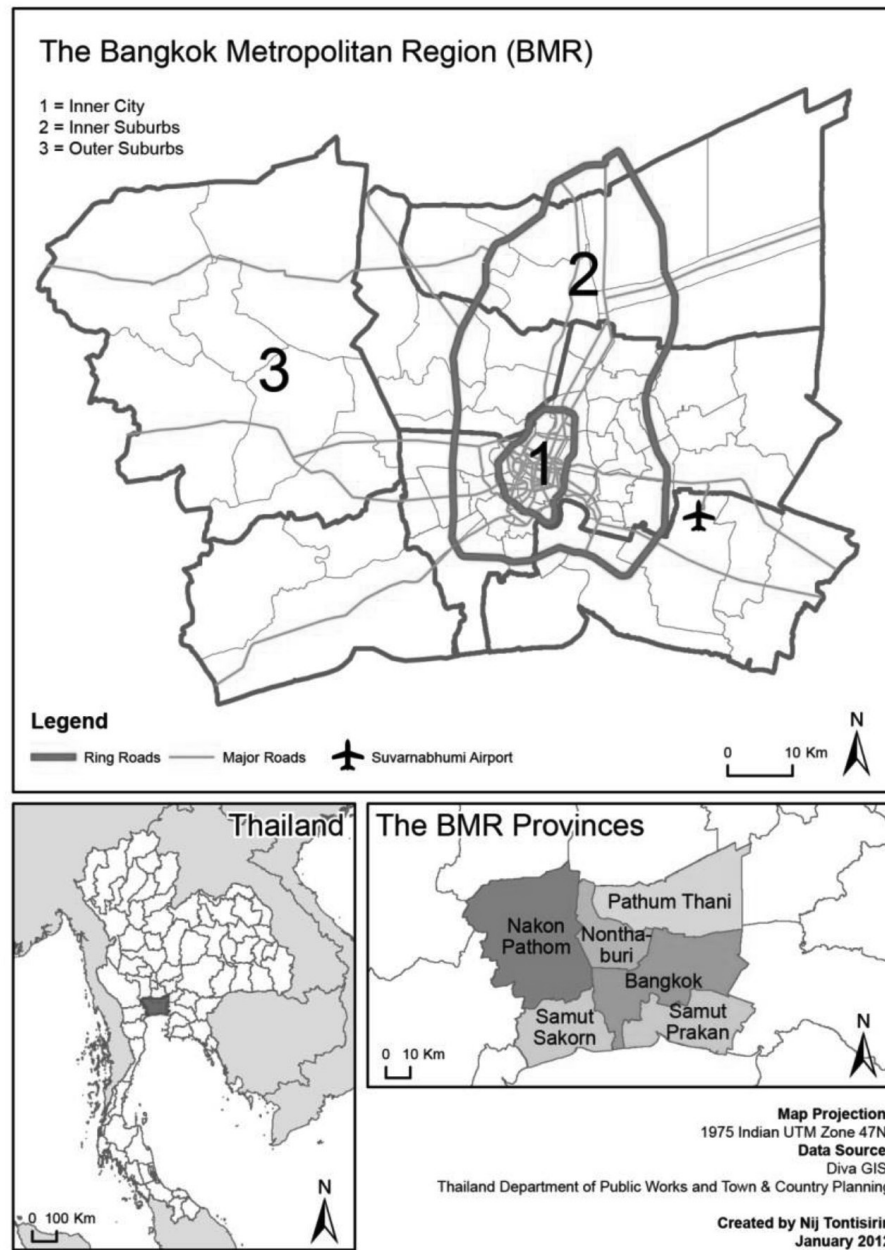 The Bangkok Metropolitan Region (BMR)
1 = Inner City
2 = Inner Suburbs
3 = Outer Suburbs
2
3
1
Legend
Ring Roads
Major Roads
Suvarnabhumi Airport
0 10 Km
N
Thailand
0 100 Km
N
The BMR Provinces
Pathum Thani
Nakon
Pathom
Nontha-
buri
Bangkok
Samut
Sakorn
Samut
Prakan
0 10 Km
N
Map Projection
1975 Indian UTM Zone 47N
Data Source
Diva GIS
Thailand Department of Public Works and Town & Country Planning
Created by Nij Tontisirin
January 2012